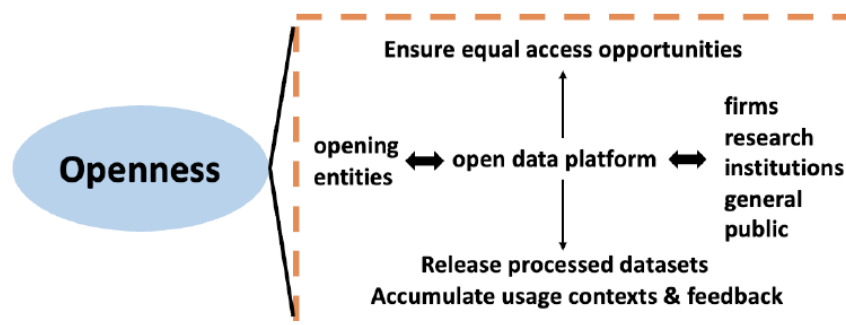 Openness
Ensure equal access opportunities
opening
entities
open data platform
firms
research
institutions
general
public
Release processed datasets
Accumulate usage contexts & feedback